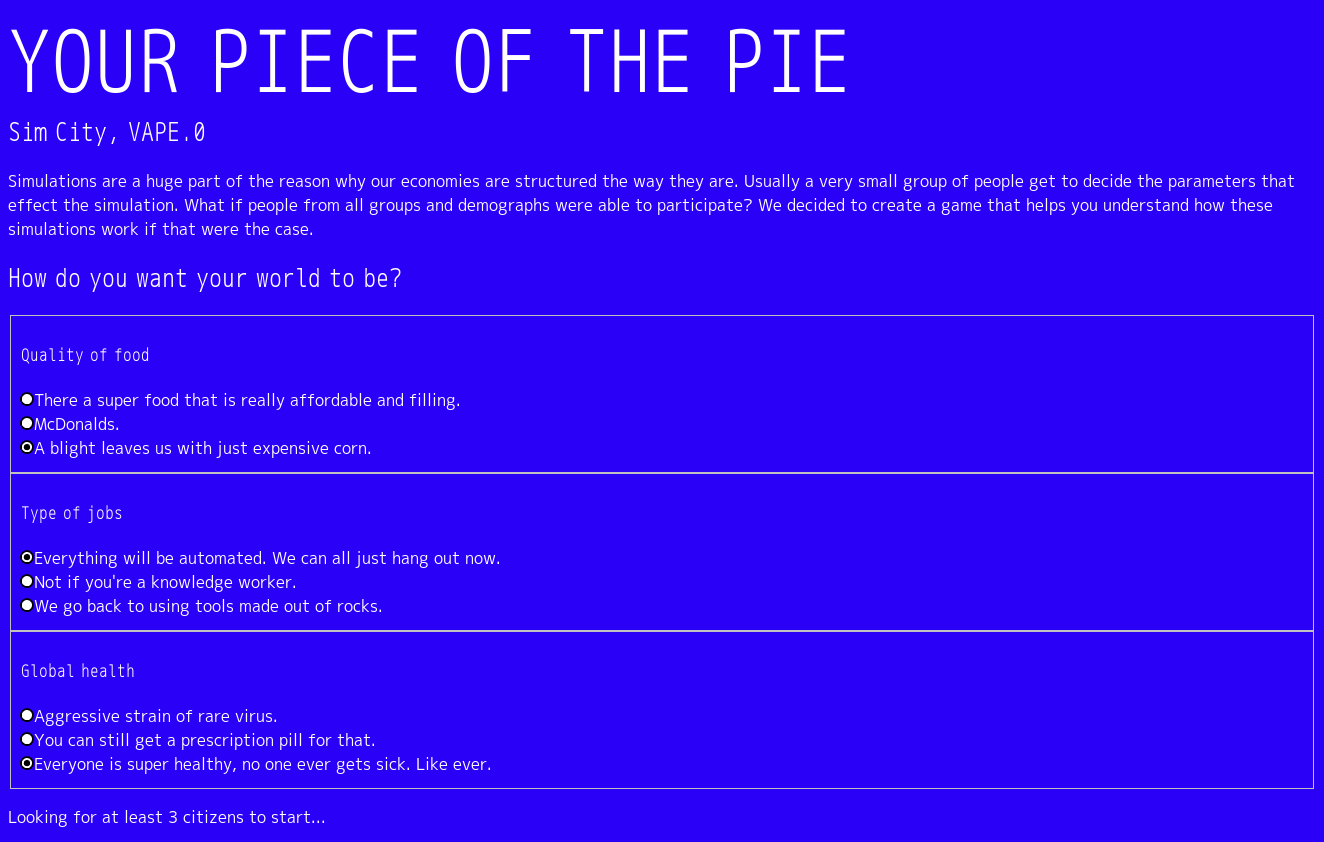 YOUR PIECE OF THE PIE
Sim City, VAPE.0
Simulations are a huge part of the reason why our economies are structured the way they are. Usually a very small group of people get to decide the parameters that
effect the simulation. What if people from all groups and demographs were able to participate? We decided to create a game that helps you understand how these
simulations work if that were the case.
How do you want your world to be?
Quality of food
There a super food that is really affordable and filling.
McDonalds.
A blight leaves us with just expensive corn.
Type of jobs
Everything will be automated. We can all just hang out now.
Not if you're a knowledge worker.
We go back to using tools made out of rocks.
Global health
Aggressive strain of rare virus.
You can still get a prescription pill for that.
Everyone is super healthy, no one ever gets sick. Like ever.
Looking for at least 3 citizens to start...